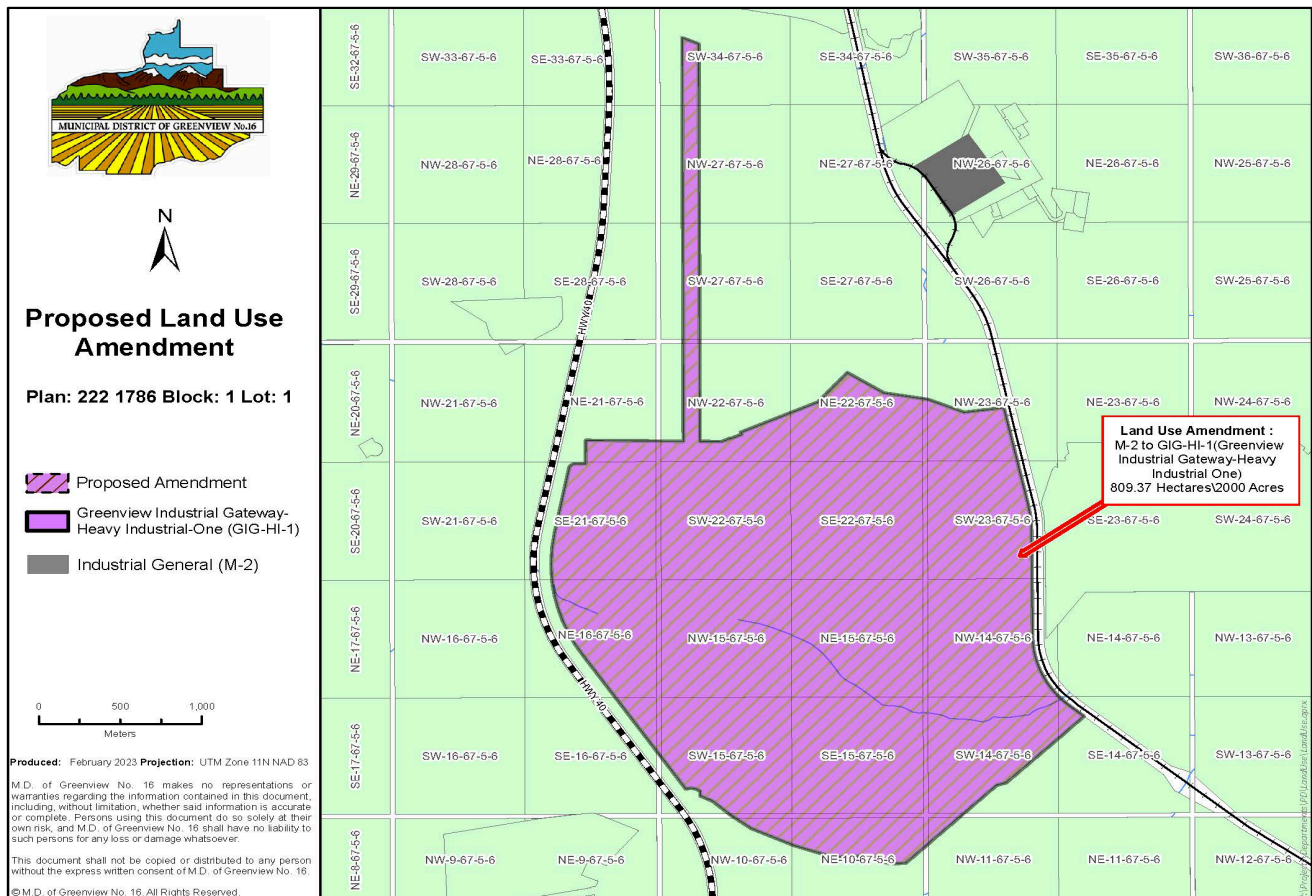 MUNICIPAL DISTRICT OF GREENVIEW No.16
N
Proposed Land Use
Amendment
Plan: 222 1786 Block: 1 Lot: 1
Proposed Amendment
Greenview Industrial Gateway-
Heavy Industrial-One (GIG-HI-1)
Industrial General (M-2)
0 500 1,000
Meters
Produced: February 2023 Projection: UTM Zone 11N NAD 83
M.D. of Greenview No. 16 makes no representations or
warranties regarding the information contained in this document,
including, without limitation, whether said information is accurate
or complete. Persons using this document do so solely at their
own risk, and M.D. of Greenview No. 16 shall have no liability to
such persons for any loss or damage whatsoever.
This document shall not be copied or distributed to any person
without the express written consent of M.D. of Greenview No. 16.
© M.D. of Greenview No. 16. All Rights Reserved.
SE-32-67-5-6 SW-33-67-5-6 SE-33-67-5-6 SW-34-67-5-6 SE-34-67-5-6 SW-35-67-5-6 SE-35-67-5-6 SW-36-67-5-6
NE-29-67-5-6 NW-28-67-5-6 NE-28-67-5-6 NW-27-67-5-6 NE-27-67-5-6 NW-26-67-5-6 NE-26-67-5-6 NW-25-67-5-6
SE-29-67-5-6 SW-28-67-5-6 SE-28-67-5-6 SW-27-67-5-6 SE-27-67-5-6 SW-26-67-5-6 SE-26-67-5-6 SW-25-67-5-6
HWY 40
NE-20-67-5-6 NW-21-67-5-6 NE-21-67-5-6 NW-22-67-5-6 NE-22-67-5-6 NW-23-67-5-6 NE-23-67-5-6 NW-24-67-5-6
Land Use Amendment :
M-2 to GIG-HI-1(Greenview
Industrial Gateway-Heavy
Industrial One)
809.37 Hectares\2000 Acres
SE-20-67-5-6 SW-21-67-5-6 SE-21-67-5-6 SW-22-67-5-6 SE-22-67-5-6 SW-23-67-5-6 SE-23-67-5-6 SW-24-67-5-6
NE-17-67-5-6 NW-16-67-5-6 NE-16-67-5-6 NW-15-67-5-6 NE-15-67-5-6 NW-14-67-5-6 NE-14-67-5-6 NW-13-67-5-6
HWY 40
SE-17-67-5-6 SW-16-67-5-6 SE-16-67-5-6 SW-15-67-5-6 SE-15-67-5-6 SW-14-67-5-6 SE-14-67-5-6 SW-13-67-5-6
NE-8-67-5-6 NW-9-67-5-6 NE-9-67-5-6 NW-10-67-5-6 NE-10-67-5-6 NW-11-67-5-6 NE-11-67-5-6 NW-12-67-5-6